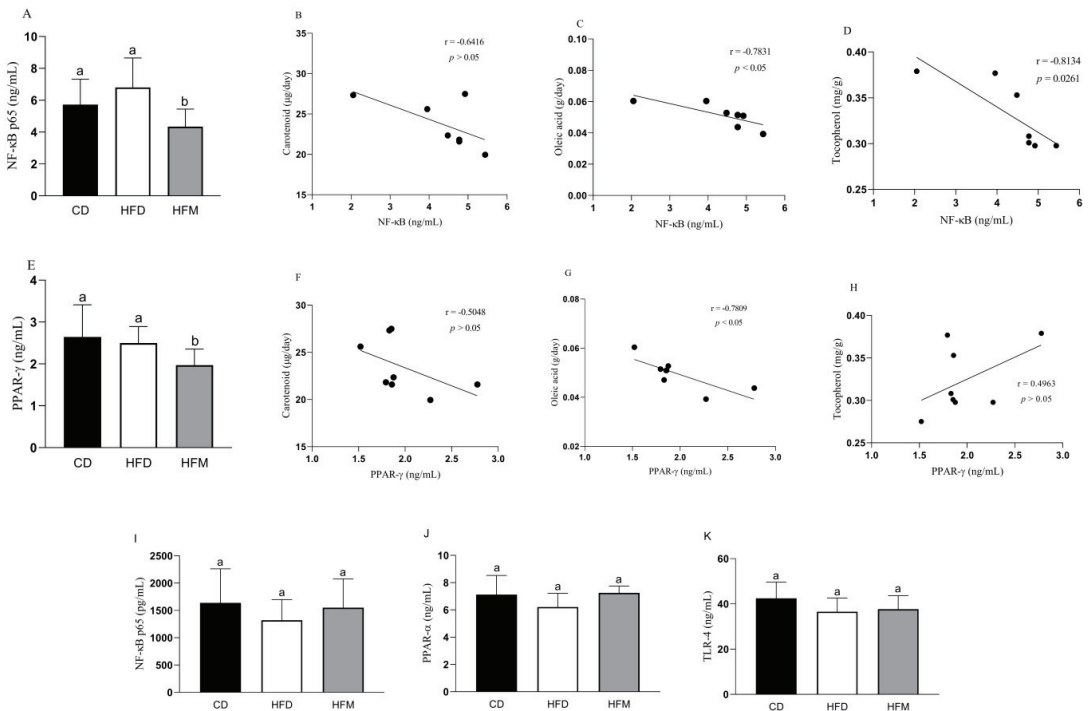 A
NF-κB p65 (ng/mL)
10
8
6
4
2
0
a
a
b
CD
HFD
HFM
B
Carotenoid (μg/day)
35
30
25
20
15
r = -0.6416
p > 0.05
1
2
3
4
5
6
NF-κB (ng/mL)
C
Oleic acid (g/day)
0.10
0.08
0.06
0.04
0.02
0.00
r = -0.7831
p < 0.05
1
2
3
4
5
6
NF-κB (ng/mL)
D
Tocopherol (mg/g)
0.40
0.35
0.30
0.25
r = -0.8134
p = 0.0261
1
2
3
4
5
6
NF-κB (ng/mL)
E
PPAR-γ (ng/mL)
4
3
2
1
0
a
a
b
CD
HFD
HFM
F
Carotenoid (μg/day)
30
25
20
15
r = -0.5048
p > 0.05
1.0
1.5
2.0
2.5
3.0
PPAR-γ (ng/mL)
G
Oleic acid (g/day)
0.08
0.06
0.04
0.02
r = -0.7809
p < 0.05
1.0
1.5
2.0
2.5
3.0
PPAR-γ (ng/mL)
H
Tocopherol (mg/g)
0.40
0.35
0.30
0.25
r = 0.4963
p > 0.05
1.0
1.5
2.0
2.5
3.0
PPAR-γ (ng/mL)
I
NF-κB p65 (pg/mL)
2500
2000
1500
1000
500
0
a
a
a
CD
HFD
HFM
J
PPAR-α (ng/mL)
10
8
6
4
2
0
a
a
a
CD
HFD
HFM
K
TLR-4 (ng/mL)
60
40
20
0
a
a
a
CD
HFD
HFM